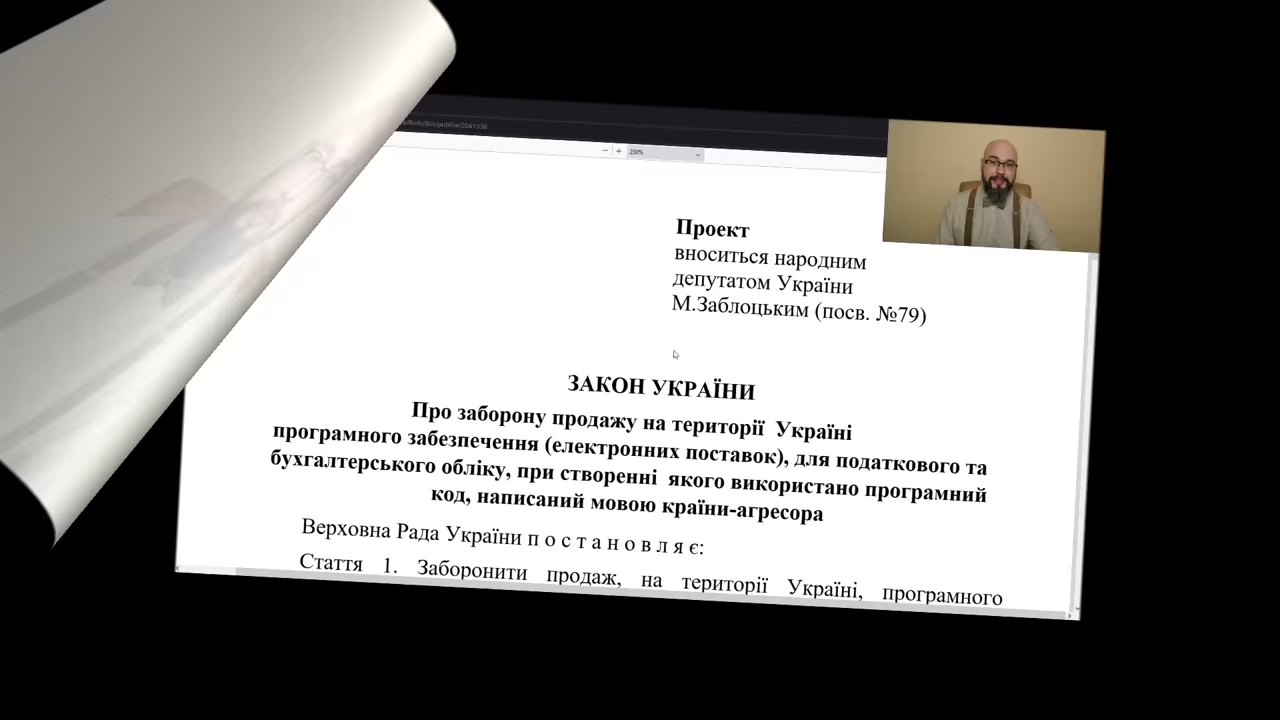 250%
Проект
вноситься народним
депутатом України
М.Заблоцьким (посв. №79)
ЗАКОН УКРАЇНИ
Про заборону продажу на території Україні
програмного забезпечення (електронних поставок), для податкового та
бухгалтерського обліку, при створенні якого використано програмний
код, написаний мовою країни-агресора
Верховна Рада України п о с т а н о в л я є:
Стаття 1. Заборонити продаж, на території Україні, програмного